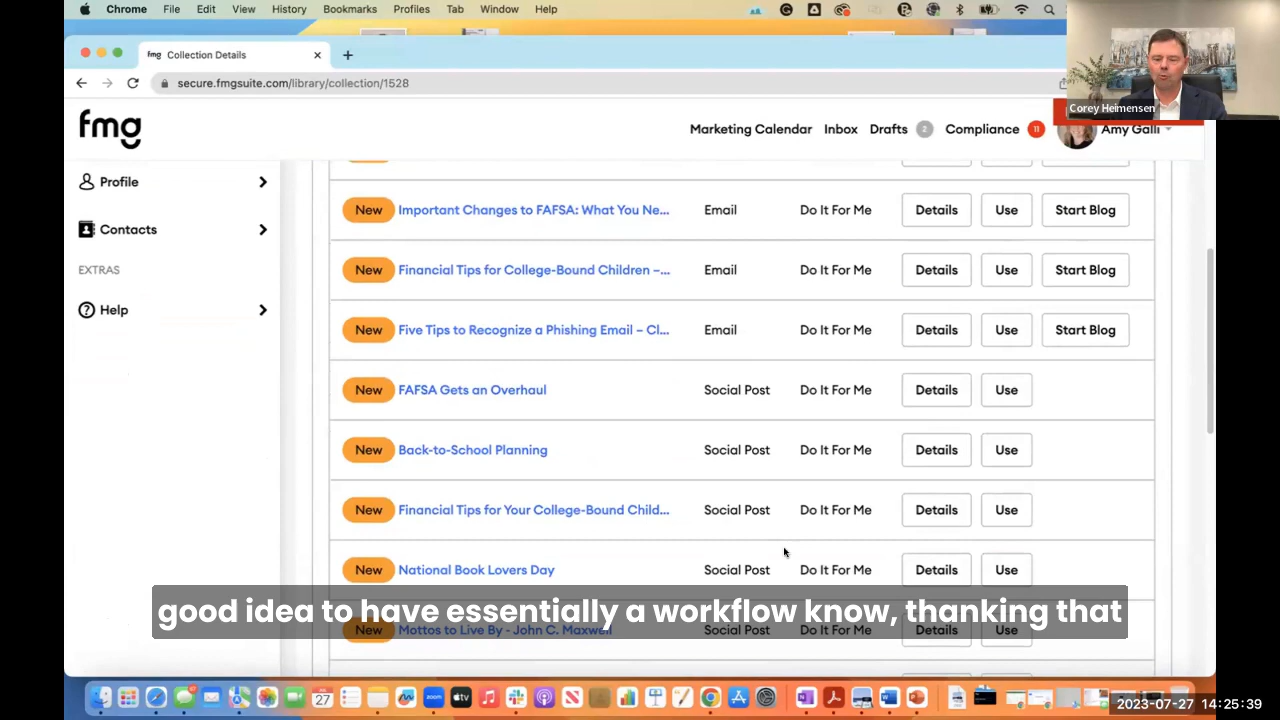 Chrome File Edit View History Bookmarks Profiles Tab Window Help
fmg Collection Details
secure.fmgsuite.com/library/collection/1528
Corey Heimensen
fmg
Marketing Calendar Inbox Drafts 2 Compliance 11 Amy Galli
Profile
Contacts
EXTRAS
Help
New Important Changes to FAFSA: What You Ne... Email Do It For Me Details Use Start Blog
New Financial Tips for College-Bound Children –... Email Do It For Me Details Use Start Blog
New Five Tips to Recognize a Phishing Email – Cl... Email Do It For Me Details Use Start Blog
New FAFSA Gets an Overhaul Social Post Do It For Me Details Use
New Back-to-School Planning Social Post Do It For Me Details Use
New Financial Tips for Your College-Bound Child... Social Post Do It For Me Details Use
New National Book Lovers Day Social Post Do It For Me Details Use
good idea to have essentially a workflow know, thanking that
New Mottos to Live By - John C. Maxwell Social Post Do It For Me Details Use
27
zoom
tv
2023-07-27 14:25:39